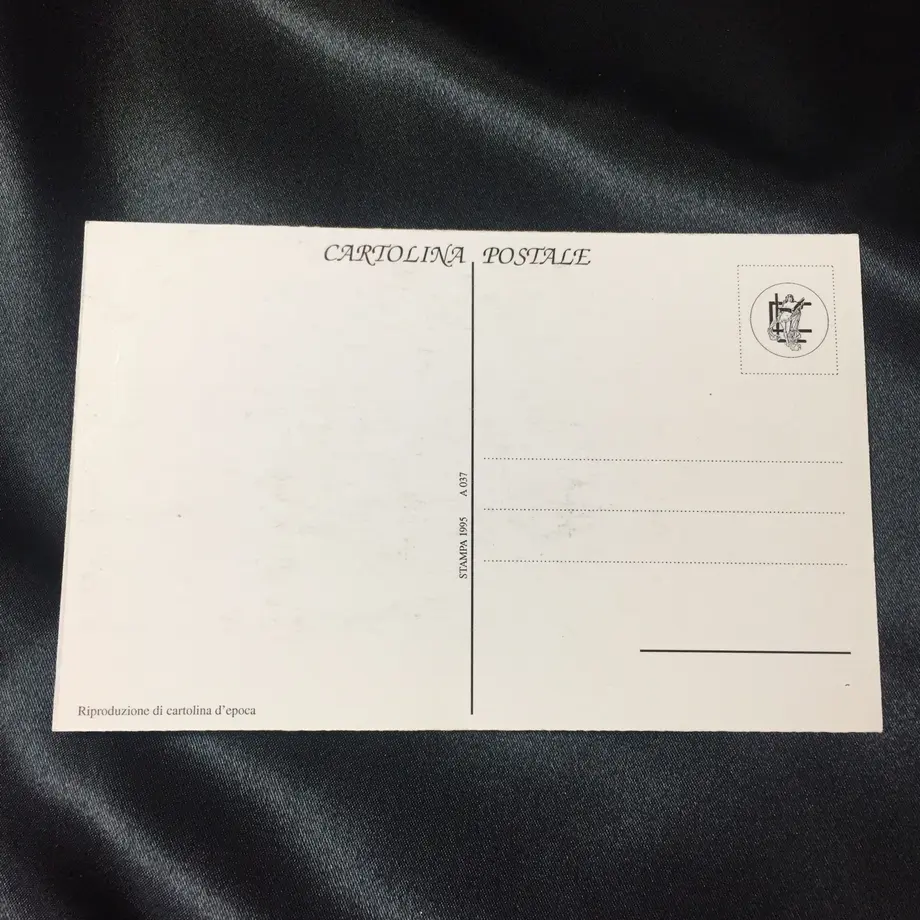 CARTOLINA POSTALE
STAMPA 1995 A 037
Riproduzione di cartolina d'epoca